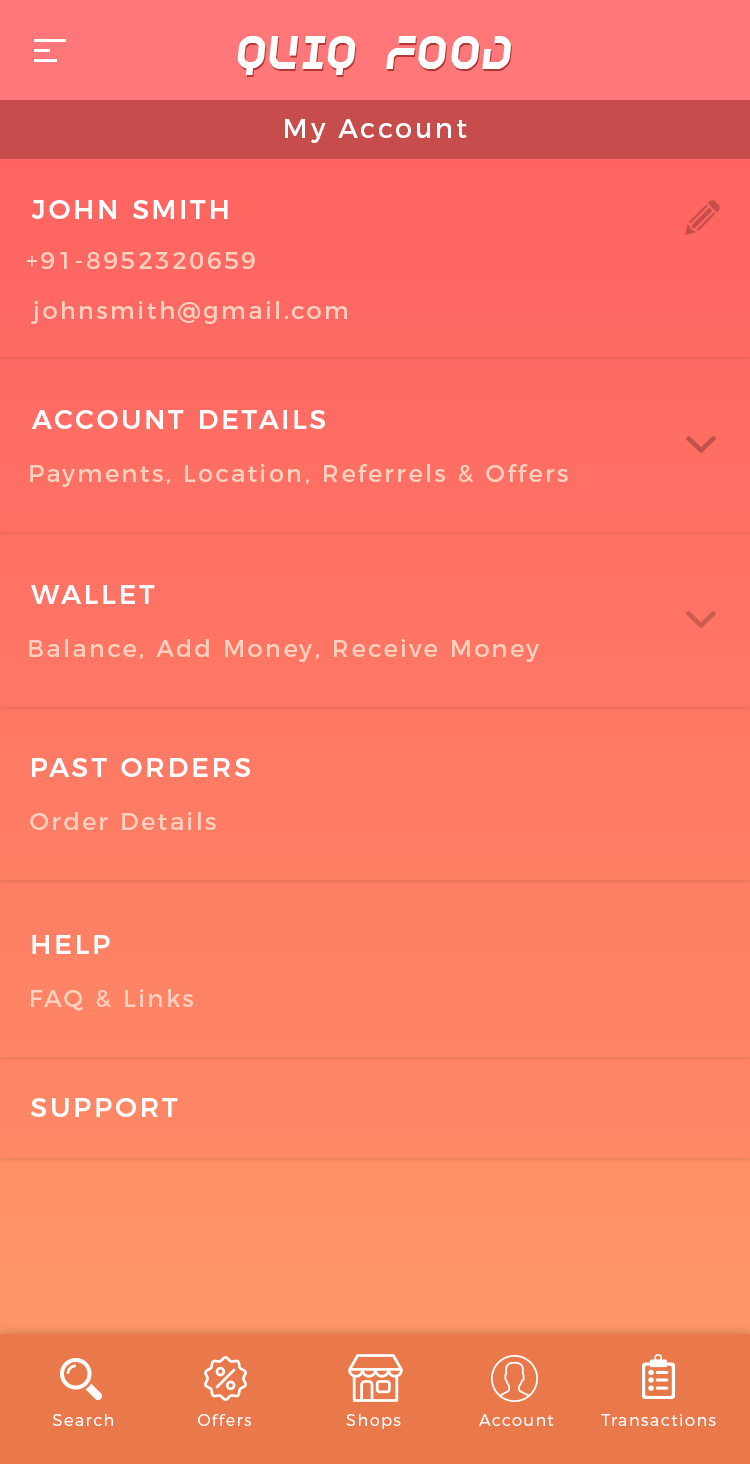 QUIQ FOOD
My Account
JOHN SMITH
+91-8952320659
johnsmith@gmail.com
ACCOUNT DETAILS
Payments, Location, Referrels & Offers
WALLET
Balance, Add Money, Receive Money
PAST ORDERS
Order Details
HELP
FAQ & Links
SUPPORT
Search Offers Shops Account Transactions